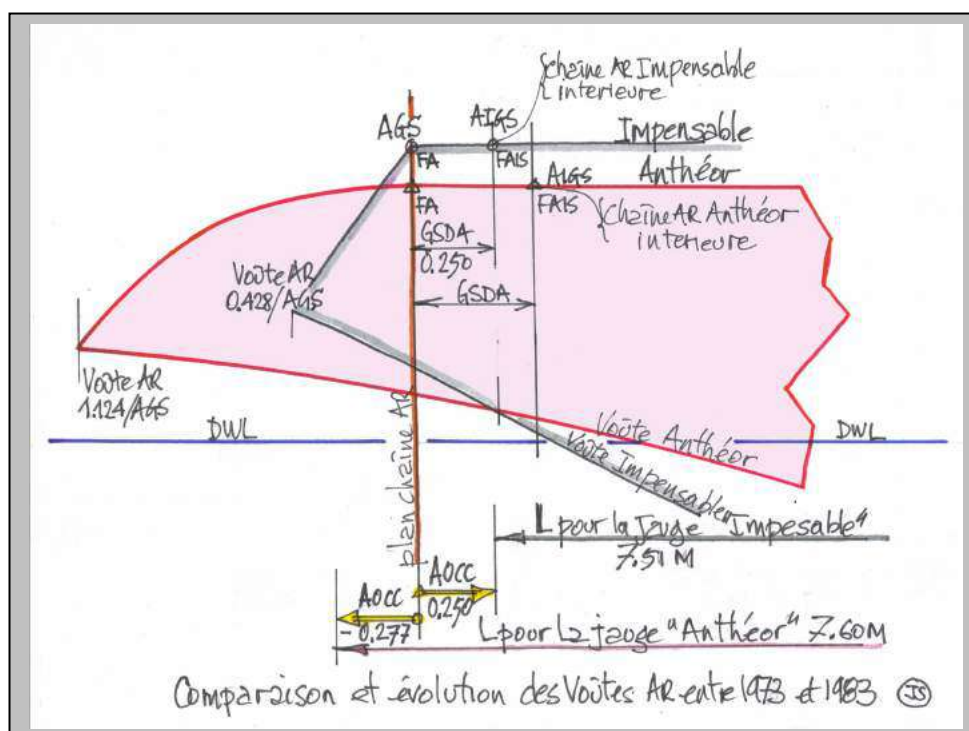 Chaîne AR Impensable
interieure
AGS
AIGS
Impensable
FA
FAIS
Anthéor
AIGS
FA
FAIS
Chaîne AR Anthéor
interieure
GSDA
0.250
Voûte AR
0.428/AGS
GSDA
Voûte AR
1.124/AGS
DWL
DWL
Voûte Anthéor
Voûte Impensable
plan chaîne AR
L pour la Jauge "Impesable"
7.51 M
AOCC
0.250
AOCC
- 0.277
L pour la jauge "Anthéor" 7.60M
Comparaison et évolution des Voûtes AR entre 1973 et 1983
JS